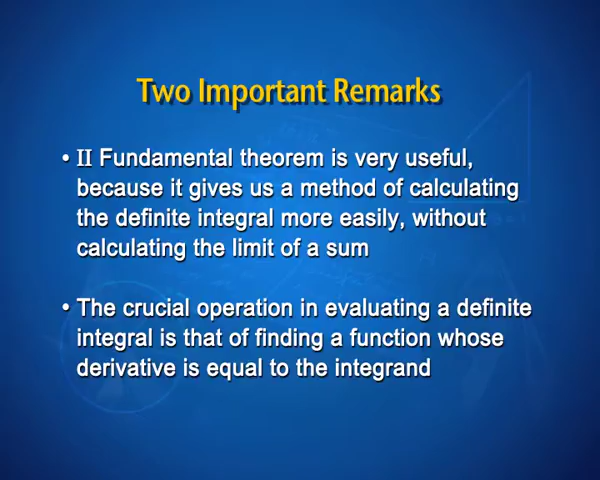 Two Important Remarks
• II Fundamental theorem is very useful,
because it gives us a method of calculating
the definite integral more easily, without
calculating the limit of a sum
• The crucial operation in evaluating a definite
integral is that of finding a function whose
derivative is equal to the integrand